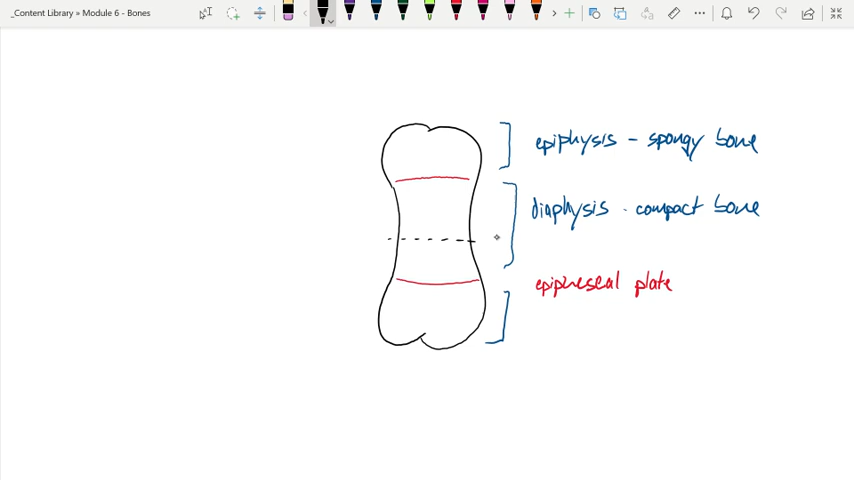 _Content Library » Module 6 - Bones
epiphysis - spongy bone
diaphysis - compact bone
epipheseal plate